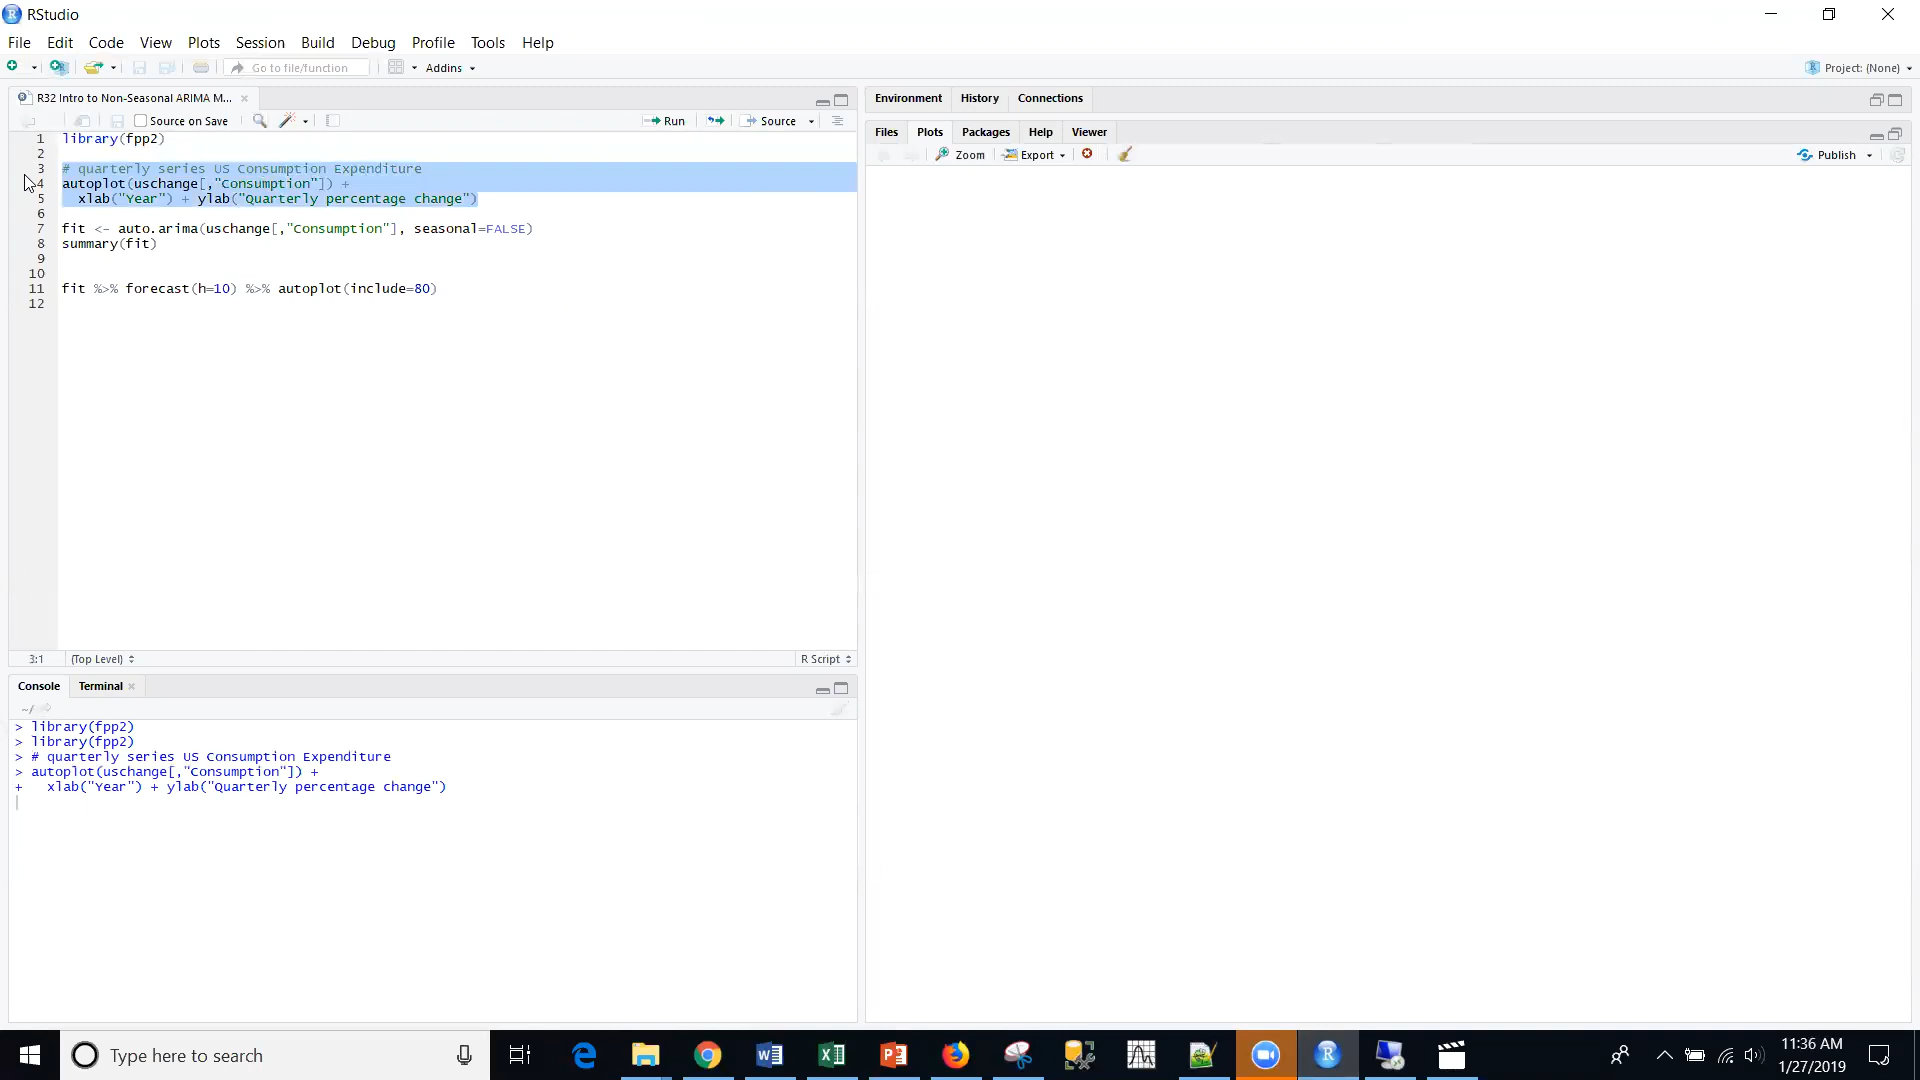 RStudio
File Edit Code View Plots Session Build Debug Profile Tools Help
Go to file/function Addins Project: (None)
R32 Intro to Non-Seasonal ARIMA M...
Source on Save Run Source
1 library(fpp2)
2
3 # quarterly series US Consumption Expenditure
4 autoplot(uschange[,"Consumption"]) +
5 xlab("Year") + ylab("Quarterly percentage change")
6
7 fit <- auto.arima(uschange[,"Consumption"], seasonal=FALSE)
8 summary(fit)
9
10
11 fit %>% forecast(h=10) %>% autoplot(include=80)
12
3:1 (Top Level) R Script
Console Terminal
~/
> library(fpp2)
> library(fpp2)
> # quarterly series US Consumption Expenditure
> autoplot(uschange[,"Consumption"]) +
+ xlab("Year") + ylab("Quarterly percentage change")
Environment History Connections
Files Plots Packages Help Viewer
Zoom Export Publish
Type here to search
11:36 AM
1/27/2019